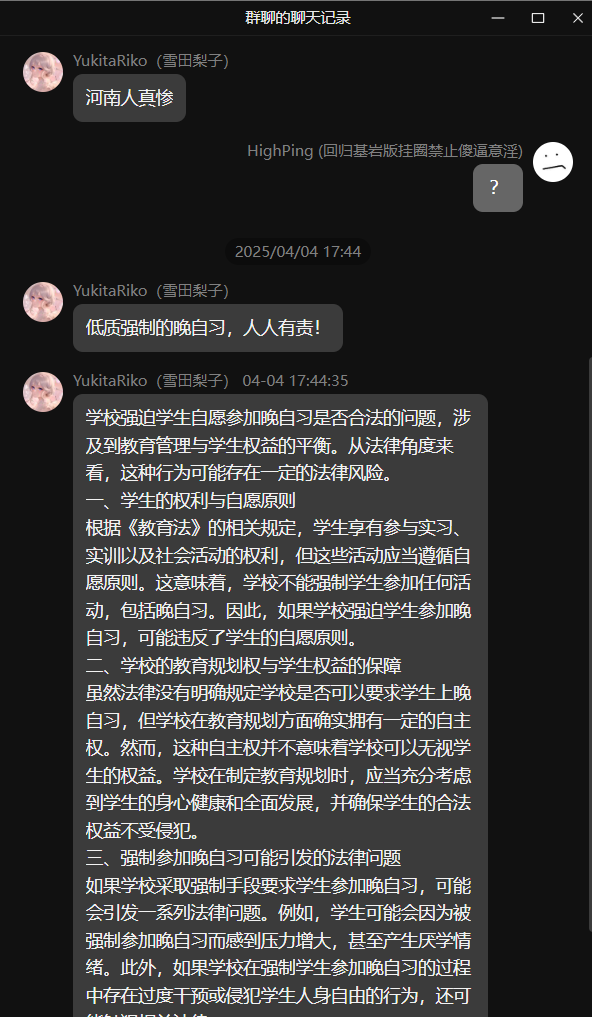 群聊的聊天记录
YukitaRiko（雪田梨子）
河南人真惨
HighPing (回归基岩版挂圈禁止傻逼意淫)
？
2025/04/04 17:44
YukitaRiko（雪田梨子）
低质强制的晚自习，人人有责！
YukitaRiko（雪田梨子） 04-04 17:44:35
学校强迫学生自愿参加晚自习是否合法的问题，涉
及到教育管理与学生权益的平衡。从法律角度来
看，这种行为可能存在一定的法律风险。
一、学生的权利与自愿原则
根据《教育法》的相关规定，学生享有参与实习、
实训以及社会活动的权利，但这些活动应当遵循自
愿原则。这意味着，学校不能强制学生参加任何活
动，包括晚自习。因此，如果学校强迫学生参加晚
自习，可能违反了学生的自愿原则。
二、学校的教育规划权与学生权益的保障
虽然法律没有明确规定学校是否可以要求学生上晚
自习，但学校在教育规划方面确实拥有一定的自主
权。然而，这种自主权并不意味着学校可以无视学
生的权益。学校在制定教育规划时，应当充分考虑
到学生的身心健康和全面发展，并确保学生的合法
权益不受侵犯。
三、强制参加晚自习可能引发的法律问题
如果学校采取强制手段要求学生参加晚自习，可能
会引发一系列法律问题。例如，学生可能会因为被
强制参加晚自习而感到压力增大，甚至产生厌学情
绪。此外，如果学校在强制学生参加晚自习的过程
中存在过度干预或侵犯学生人身自由的行为，还可